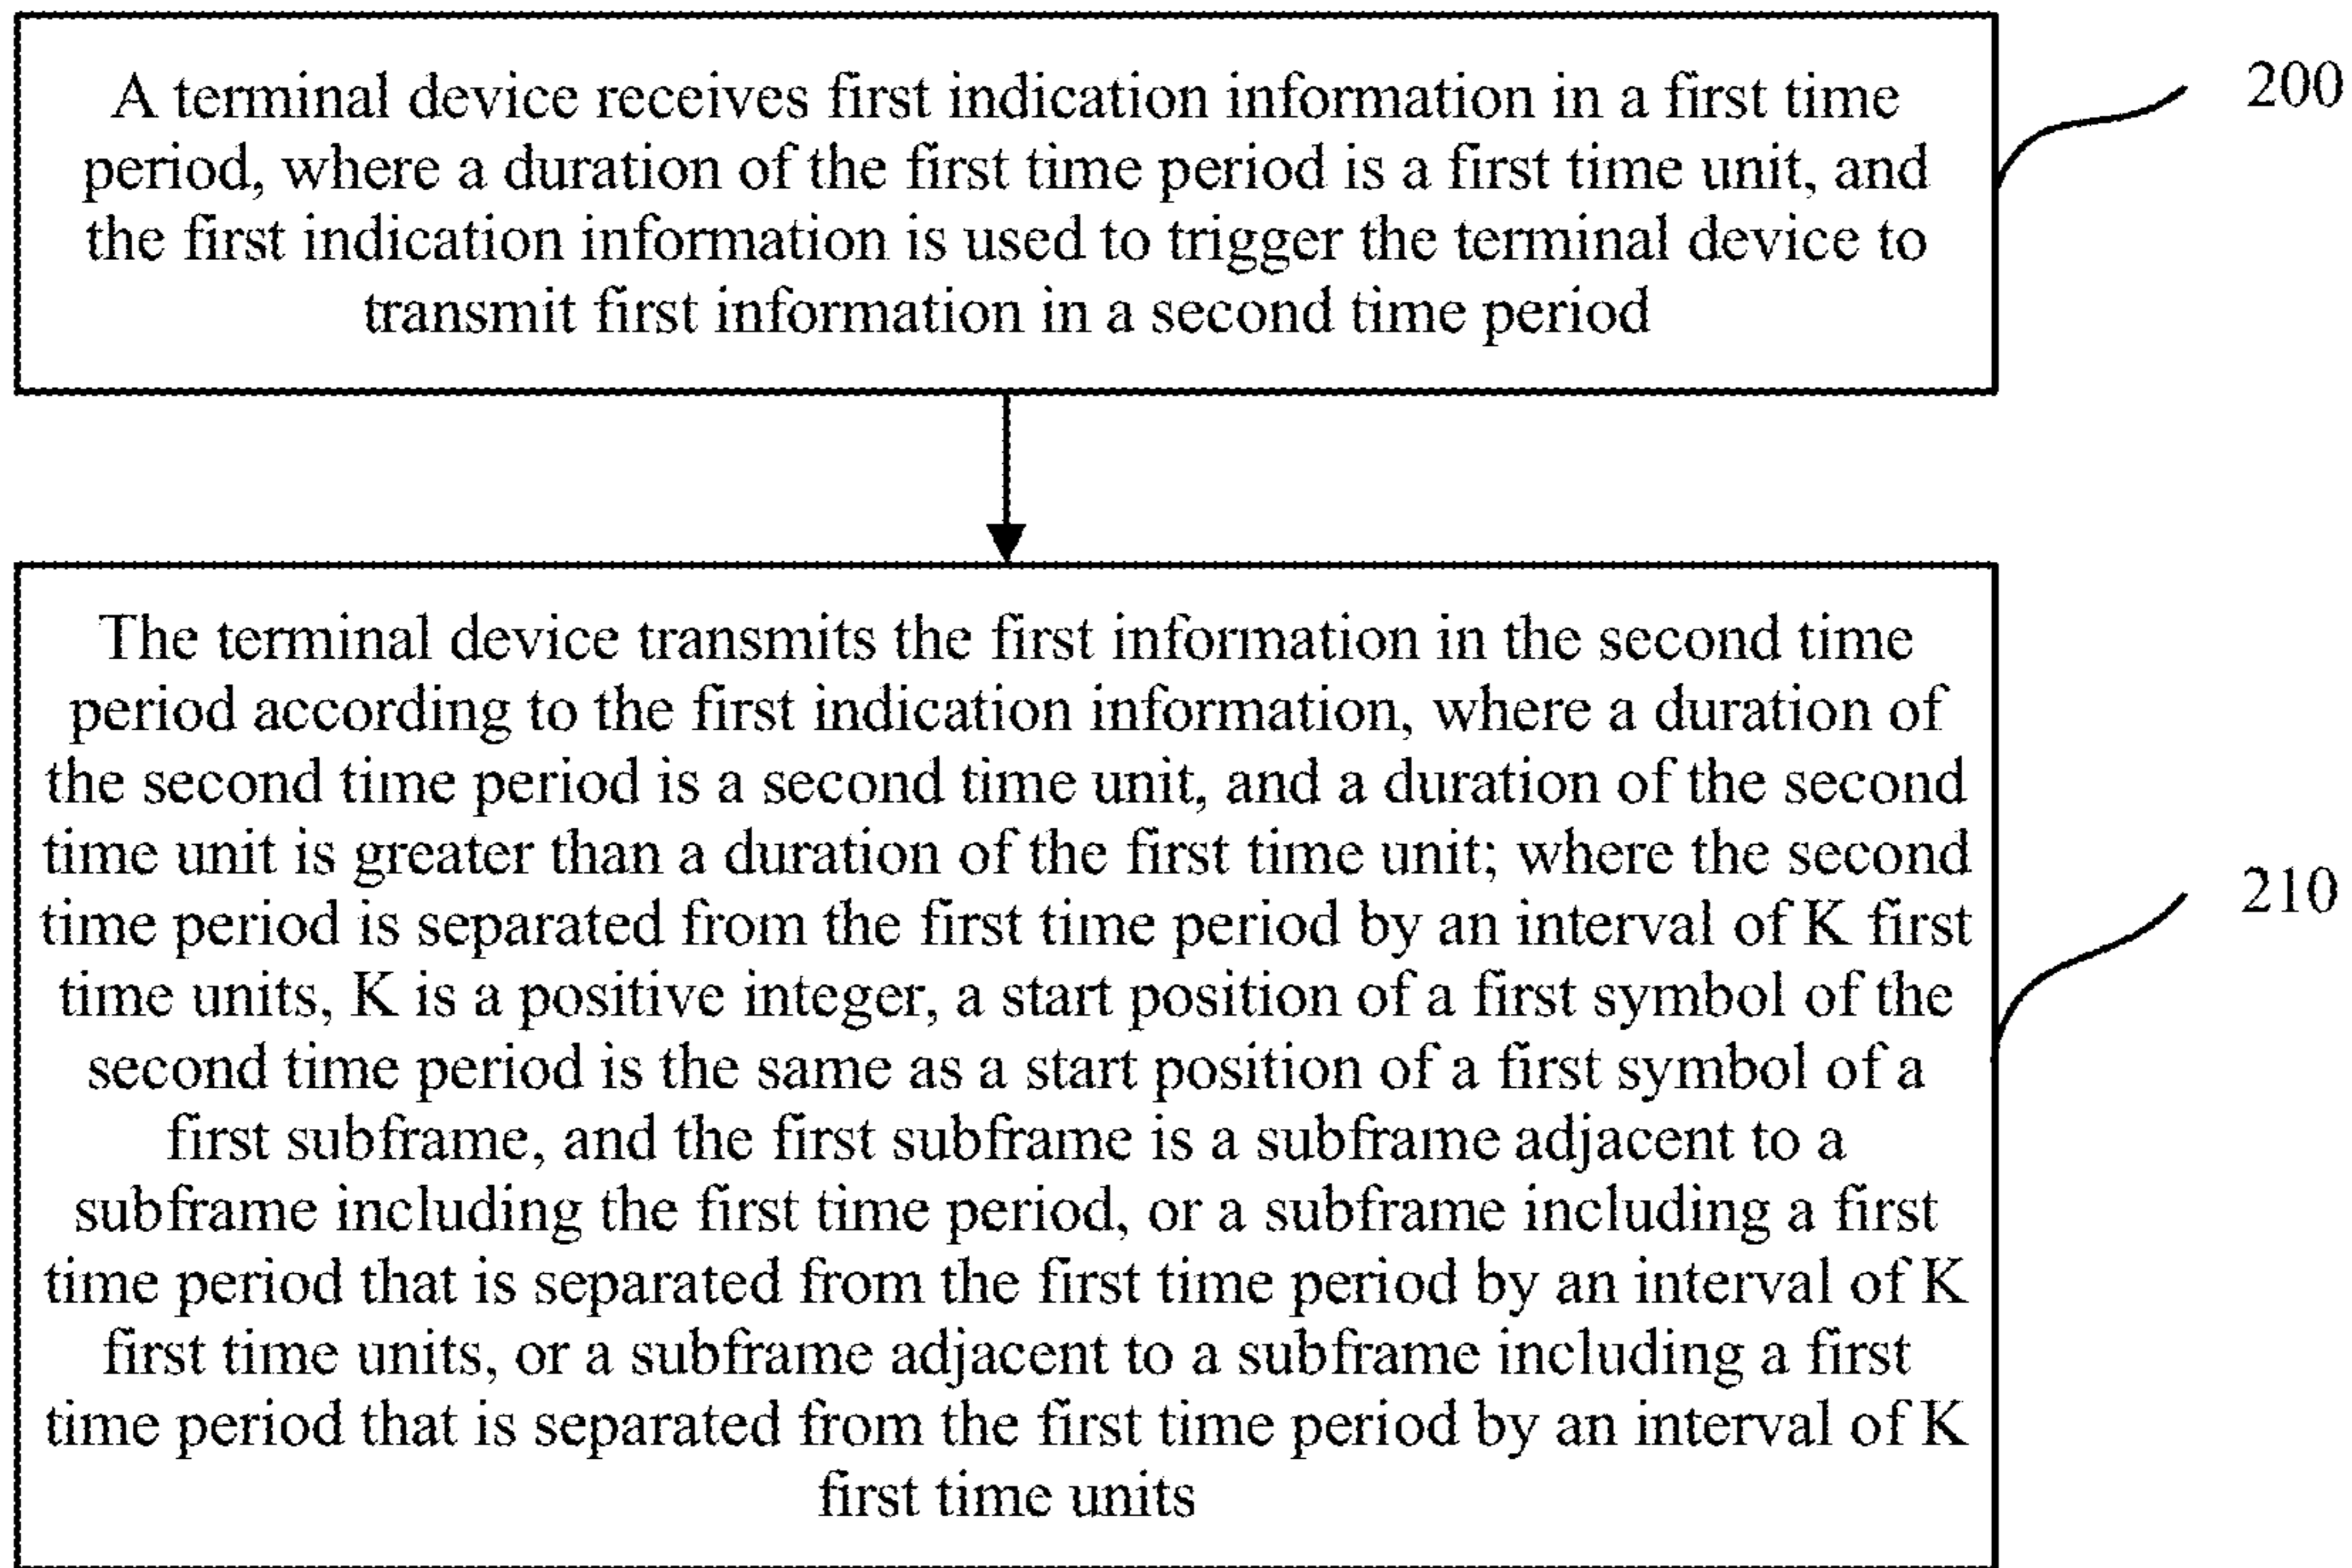 A terminal device receives first indication information in a first time
period, where a duration of the first time period is a first time unit, and
the first indication information is used to trigger the terminal device to
transmit first information in a second time period
200
The terminal device transmits the first information in the second time
period according to the first indication information, where a duration of
the second time period is a second time unit, and a duration of the second
time unit is greater than a duration of the first time unit; where the second
time period is separated from the first time period by an interval of K first
time units, K is a positive integer, a start position of a first symbol of the
second time period is the same as a start position of a first symbol of a
first subframe, and the first subframe is a subframe adjacent to a
subframe including the first time period, or a subframe including a first
time period that is separated from the first time period by an interval of K
first time units, or a subframe adjacent to a subframe including a first
time period that is separated from the first time period by an interval of K
first time units
210